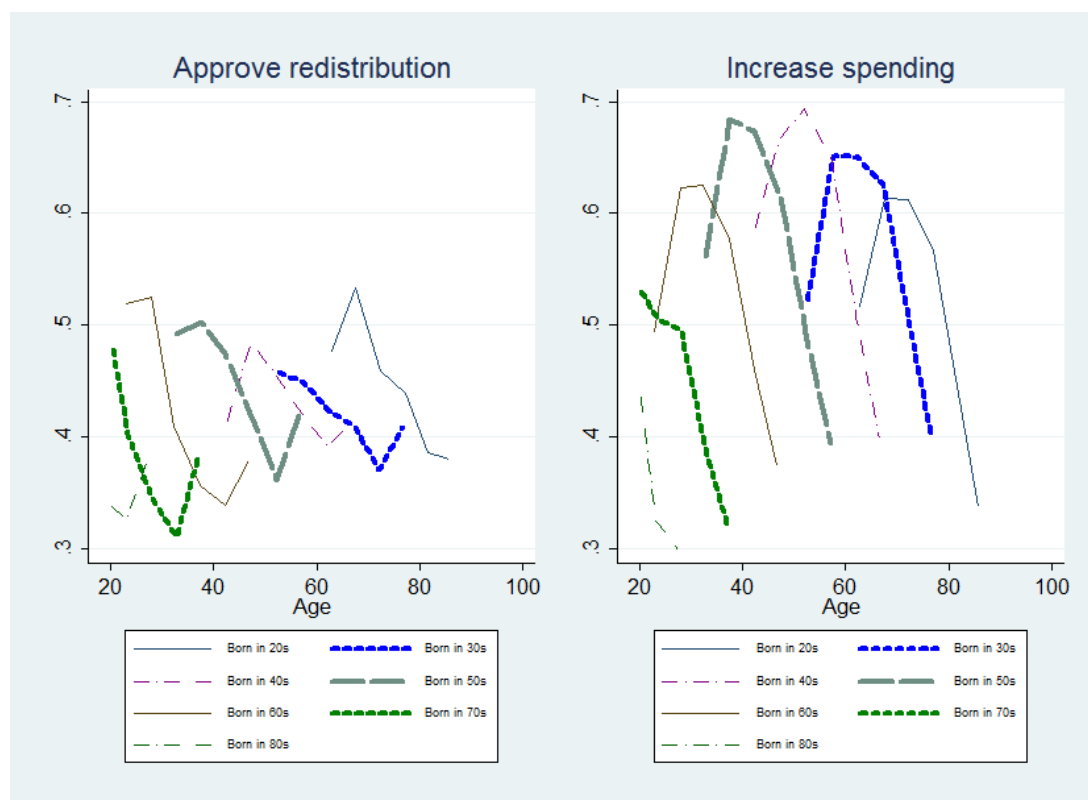 Approve redistribution
.7
.6
.5
.4
.3
20 40 60 80 100
Age
Born in 20s Born in 30s
Born in 40s Born in 50s
Born in 60s Born in 70s
Born in 80s
Increase spending
.7
.6
.5
.4
.3
20 40 60 80 100
Age
Born in 20s Born in 30s
Born in 40s Born in 50s
Born in 60s Born in 70s
Born in 80s